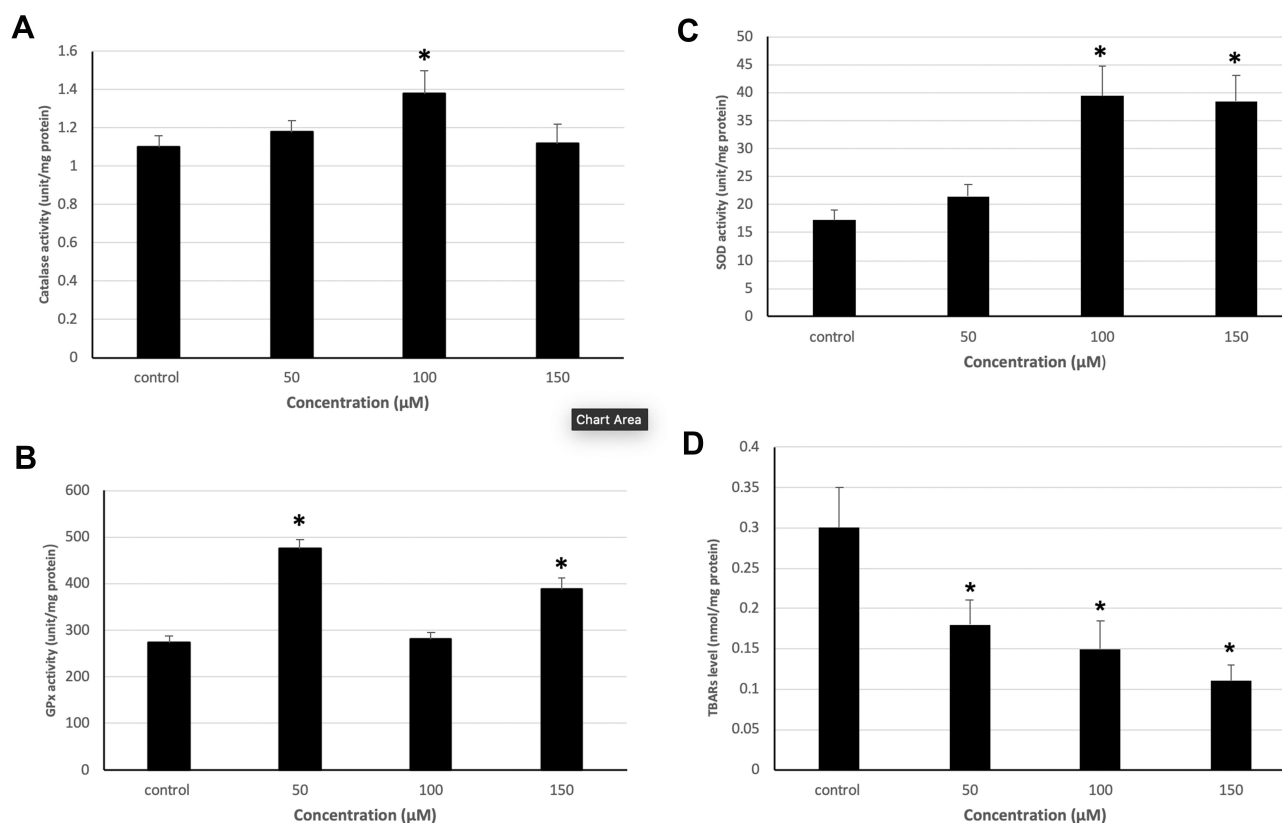 A
Catalase activity (unit/mg protein)
1.6
1.4
1.2
1
0.8
0.6
0.4
0.2
0
*
control 50 100 150
Concentration (µM)
Chart Area
B
GPx activity (unit/mg protein)
600
500
400
300
200
100
0
* *
control 50 100 150
Concentration (µM)
C
SOD activity (unit/mg protein)
50
45
40
35
30
25
20
15
10
5
0
* *
control 50 100 150
Concentration (µM)
D
TBARs level (nmol/mg protein)
0.4
0.35
0.3
0.25
0.2
0.15
0.1
0.05
0
* * *
control 50 100 150
Concentration (µM)